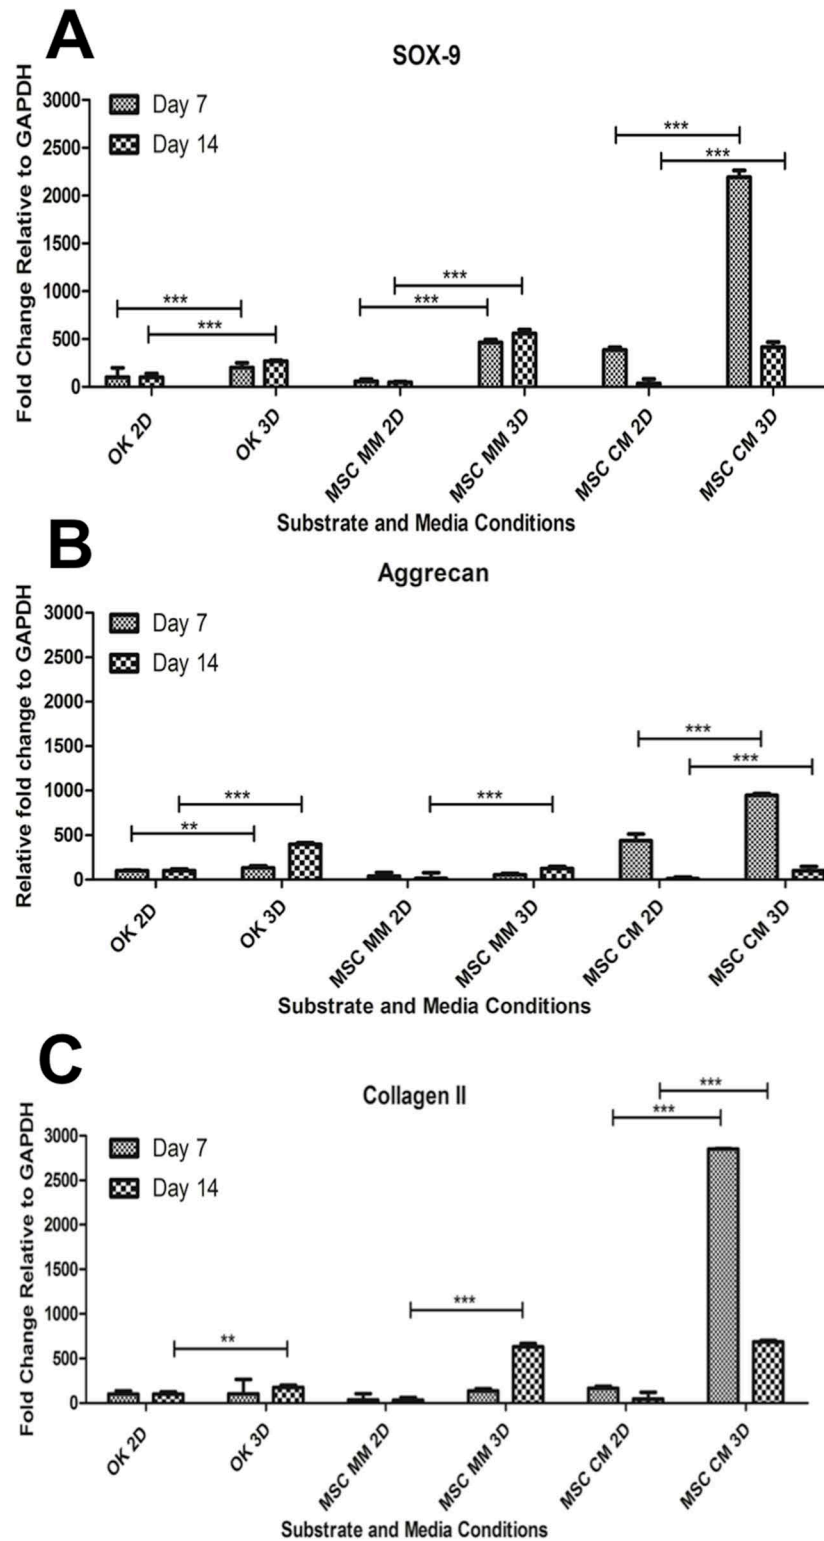 A
SOX-9
Fold Change Relative to GAPDH
3000
2500
2000
1500
1000
500
0
Day 7
Day 14
***
***
***
***
***
***
OK 2D
OK 3D
MSC MM 2D
MSC MM 3D
MSC CM 2D
MSC CM 3D
Substrate and Media Conditions
B
Aggrecan
Relative fold change to GAPDH
3000
2500
2000
1500
1000
500
0
Day 7
Day 14
***
***
***
***
**
OK 2D
OK 3D
MSC MM 2D
MSC MM 3D
MSC CM 2D
MSC CM 3D
Substrate and Media Conditions
C
Collagen II
Fold Change Relative to GAPDH
3000
2500
2000
1500
1000
500
0
Day 7
Day 14
***
***
***
**
OK 2D
OK 3D
MSC MM 2D
MSC MM 3D
MSC CM 2D
MSC CM 3D
Substrate and Media Conditions